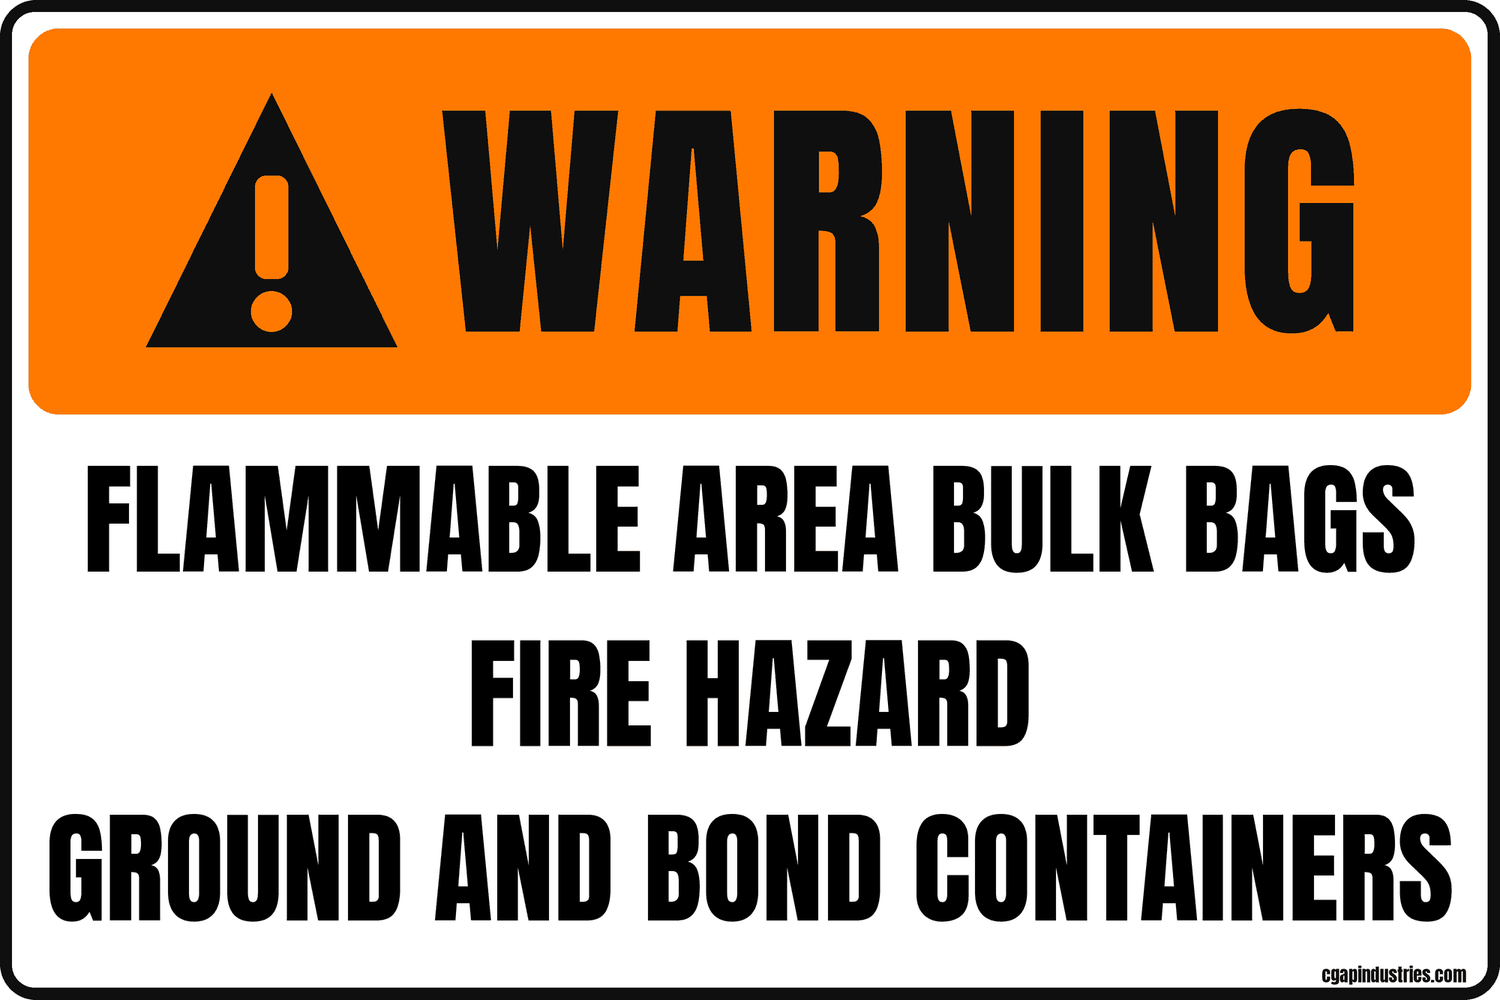 WARNING
FLAMMABLE AREA BULK BAGS
FIRE HAZARD
GROUND AND BOND CONTAINERS
cgapindustries.com